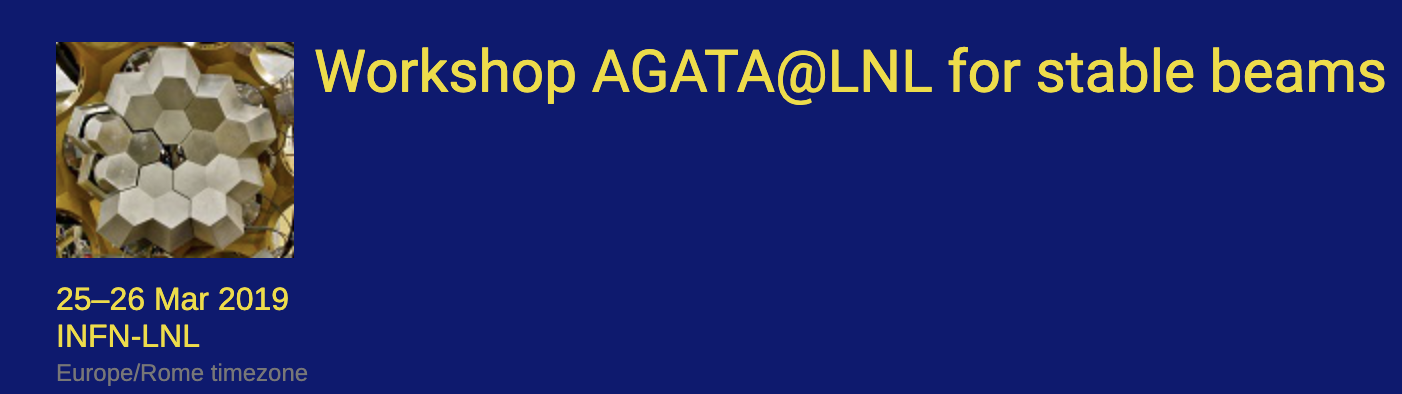 Workshop AGATA@LNL for stable beams
25–26 Mar 2019
INFN-LNL
Europe/Rome timezone